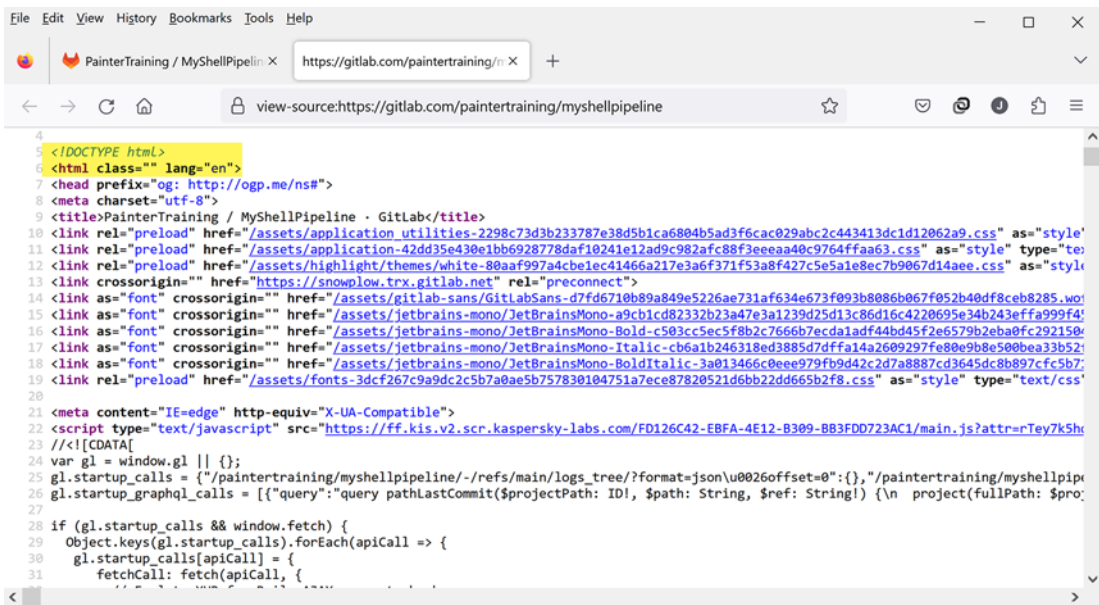 File Edit View History Bookmarks Tools Help
PainterTraining / MyShellPipelin
https://gitlab.com/paintertraining/m
view-source:https://gitlab.com/paintertraining/myshellpipeline
4
5 <!DOCTYPE html>
6 <html class="" lang="en">
7 <head prefix="og: http://ogp.me/ns#">
8 <meta charset="utf-8">
9 <title>PainterTraining / MyShellPipeline · GitLab</title>
10 <link rel="preload" href="/assets/application_utilities-2298c73d3b233787e38d5b1ca6804b5ad3f6cac029abc2c443413dc1d12062a9.css" as="style"
11 <link rel="preload" href="/assets/application-42dd35e430e1bb6928778daf10241e12ad9c982afc88f3eeeaa40c9764ffaa63.css" as="style" type="tex
12 <link rel="preload" href="/assets/highlight/themes/white-80aaf997a4cbe1ec41466a217e3a6f371f53a8f427c5e5a1e8ec7b9067d14aee.css" as="style
13 <link crossorigin="" href="https://snowplow.trx.gitlab.net" rel="preconnect">
14 <link as="font" crossorigin="" href="/assets/gitlab-sans/GitLabSans-d7fd6710b89a849e5226ae731af634e673f093b8086b067f052b40df8ceb8285.wof
15 <link as="font" crossorigin="" href="/assets/jetbrains-mono/JetBrainsMono-a9cb1cd82332b23a47e3a1239d25d13c86d16c4220695e34b243effa999f45
16 <link as="font" crossorigin="" href="/assets/jetbrains-mono/JetBrainsMono-Bold-c503cc5ec5f8b2c7666b7ecda1adf44bd45f2e6579b2eba0fc2921504
17 <link as="font" crossorigin="" href="/assets/jetbrains-mono/JetBrainsMono-Italic-cb6a1b246318ed3885d7dffa14a2609297fe80e9b8e500bea33b52f
18 <link as="font" crossorigin="" href="/assets/jetbrains-mono/JetBrainsMono-BoldItalic-3a013466c0eee979fb9d42c2d7a8887cd3645dc8b897cfc5b7
19 <link rel="preload" href="/assets/fonts-3dcf267c9a9dc2c5b7a0ae5b757830104751a7ece87820521d6bb22dd665b2f8.css" as="style" type="text/css"
20
21 <meta content="IE=edge" http-equiv="X-UA-Compatible">
22 <script type="text/javascript" src="https://ff.kis.v2.scr.kaspersky-labs.com/FD126C42-EBFA-4E12-B309-BB3FDD723AC1/main.js?attr=rTey7k5h
23 //<![CDATA[
24 var gl = window.gl || {};
25 gl.startup_calls = {"/paintertraining/myshellpipeline/-/refs/main/logs_tree/?format=json\u0026offset=0":{},"/paintertraining/myshellpipe
26 gl.startup_graphql_calls = [{"query":"query pathLastCommit($projectPath: ID!, $path: String, $ref: String!) {\n  project(fullPath: $proj
27
28 if (gl.startup_calls && window.fetch) {
29 Object.keys(gl.startup_calls).forEach(apiCall => {
30 gl.startup_calls[apiCall] = {
31 fetchCall: fetch(apiCall, {